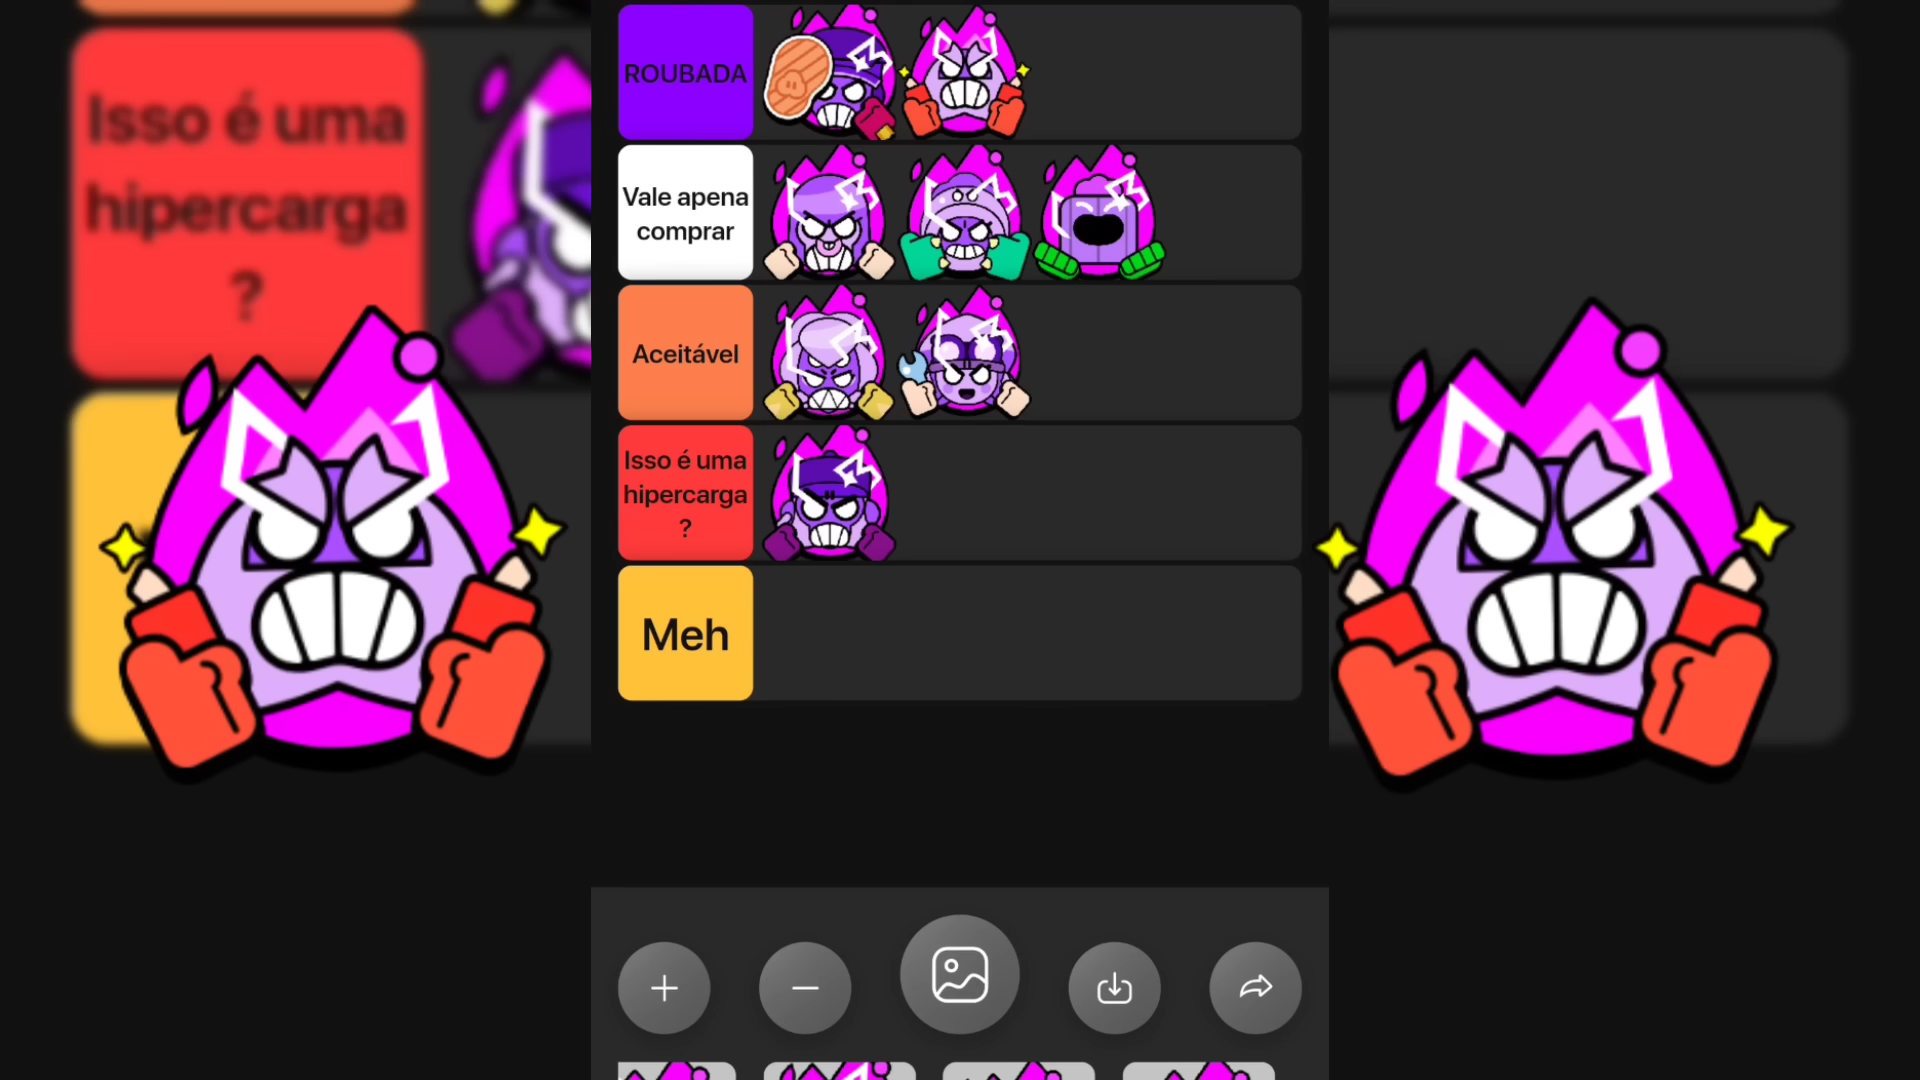 Isso é uma
hipercarga
?
ROUBADA
Vale apena
comprar
Aceitável
Isso é uma
hipercarga
?
Meh